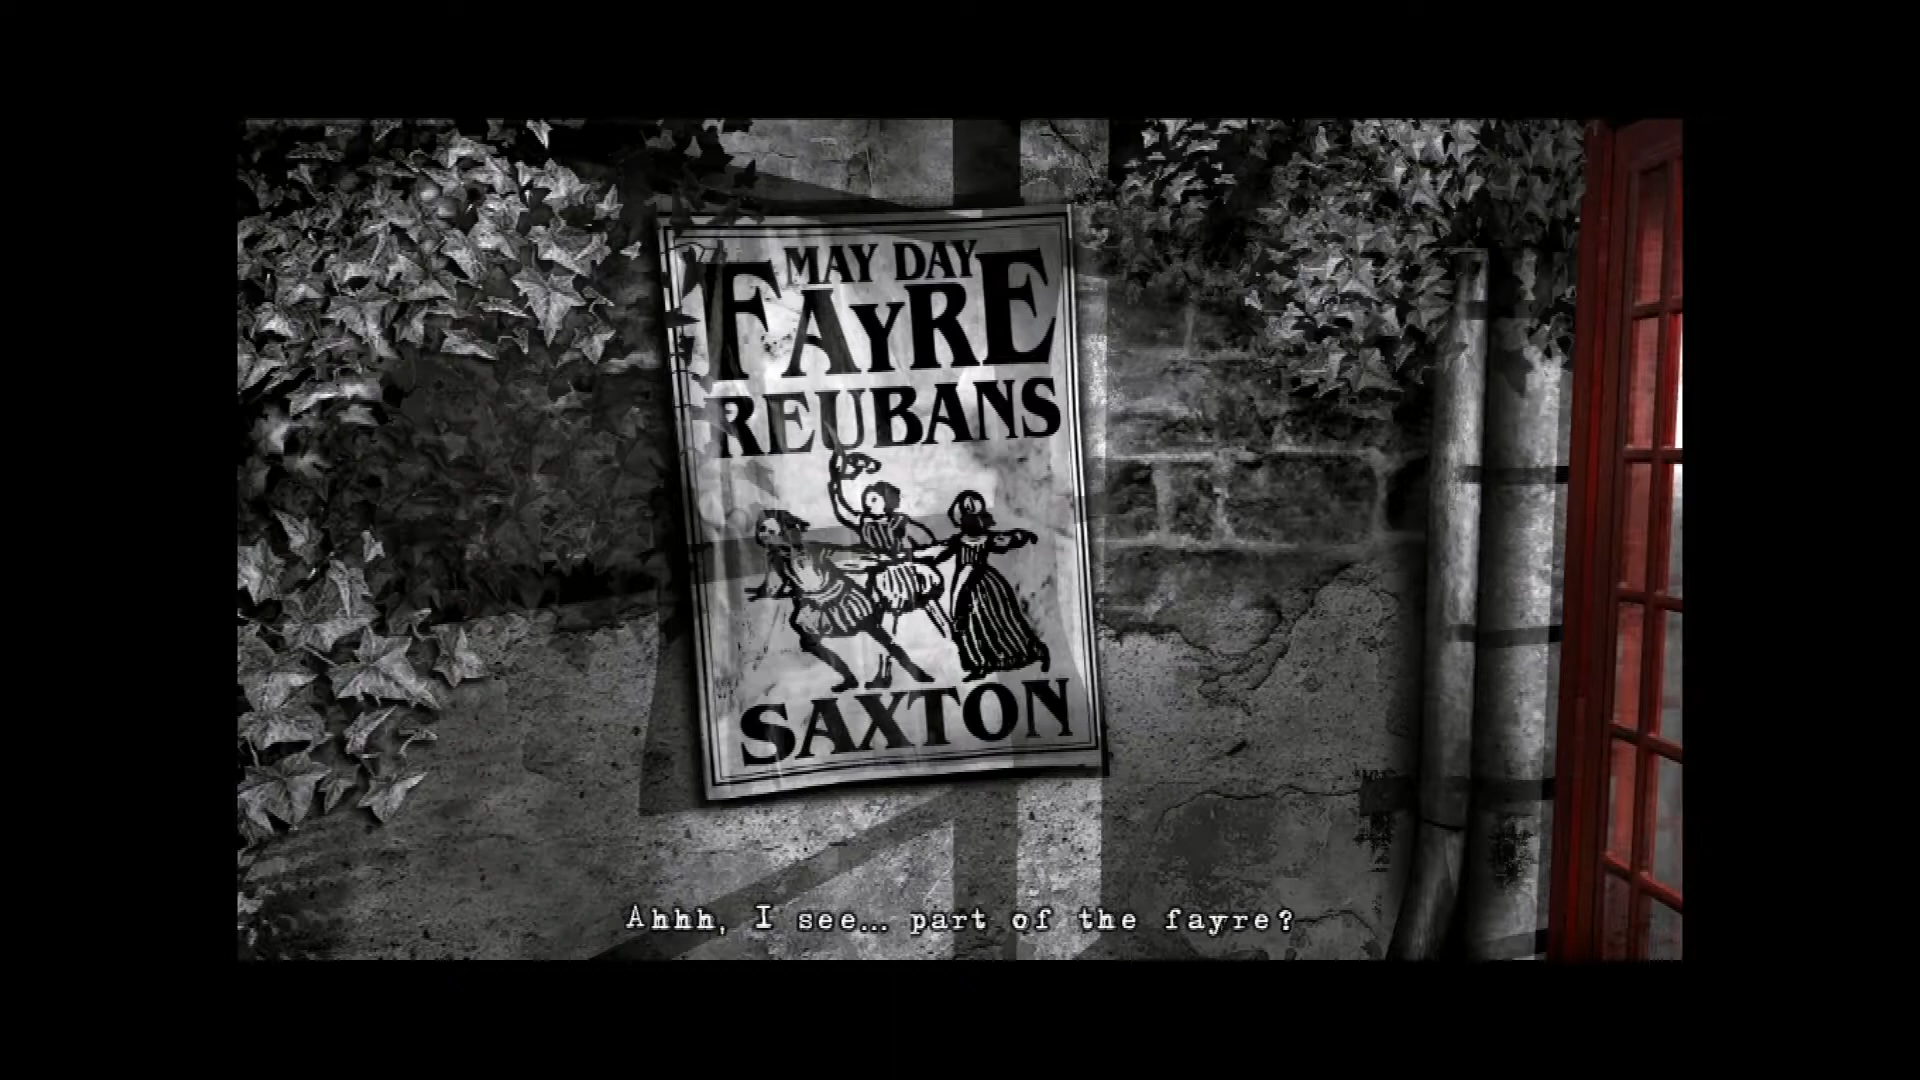 MAY DAY
FAYRE
REUBANS
SAXTON
Ahhh, I see... part of the fayre?